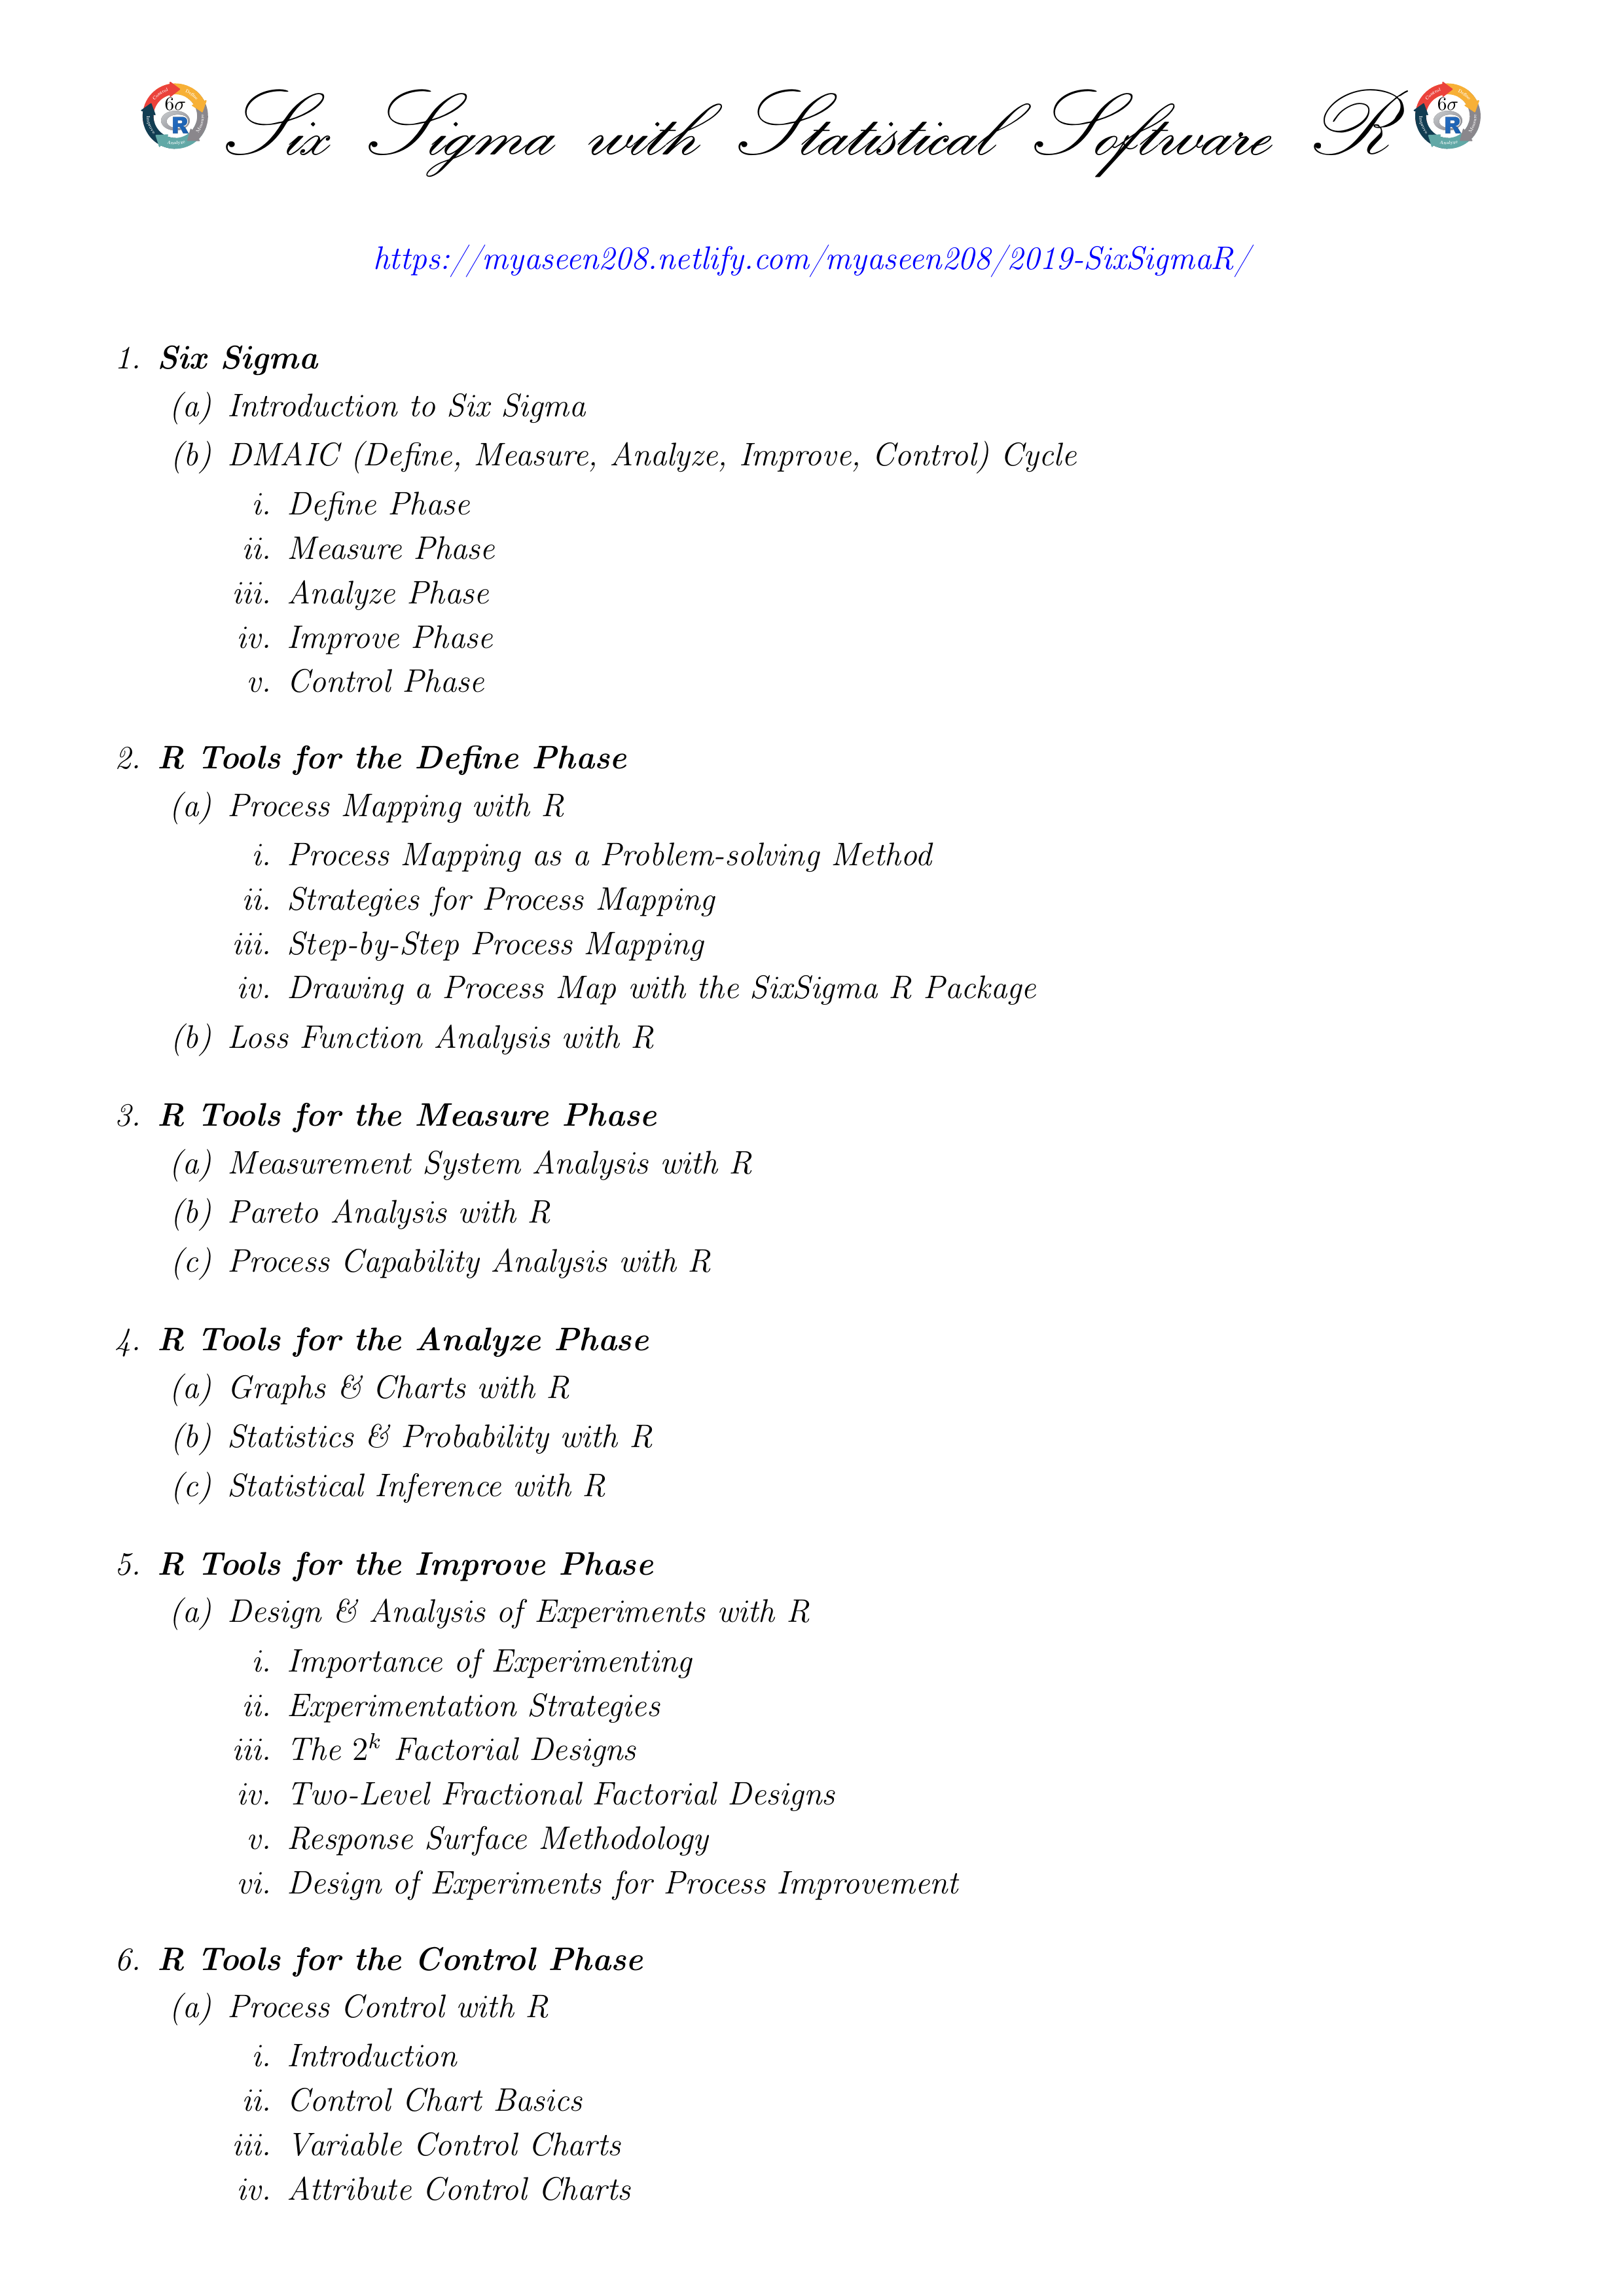 Six Sigma with Statistical Software R
https://myaseen208.netlify.com/myaseen208/2019-SixSigmaR/
1. Six Sigma
(a) Introduction to Six Sigma
(b) DMAIC (Define, Measure, Analyze, Improve, Control) Cycle
i. Define Phase
ii. Measure Phase
iii. Analyze Phase
iv. Improve Phase
v. Control Phase
2. R Tools for the Define Phase
(a) Process Mapping with R
i. Process Mapping as a Problem-solving Method
ii. Strategies for Process Mapping
iii. Step-by-Step Process Mapping
iv. Drawing a Process Map with the SixSigma R Package
(b) Loss Function Analysis with R
3. R Tools for the Measure Phase
(a) Measurement System Analysis with R
(b) Pareto Analysis with R
(c) Process Capability Analysis with R
4. R Tools for the Analyze Phase
(a) Graphs & Charts with R
(b) Statistics & Probability with R
(c) Statistical Inference with R
5. R Tools for the Improve Phase
(a) Design & Analysis of Experiments with R
i. Importance of Experimenting
ii. Experimentation Strategies
iii. The 2^k Factorial Designs
iv. Two-Level Fractional Factorial Designs
v. Response Surface Methodology
vi. Design of Experiments for Process Improvement
6. R Tools for the Control Phase
(a) Process Control with R
i. Introduction
ii. Control Chart Basics
iii. Variable Control Charts
iv. Attribute Control Charts